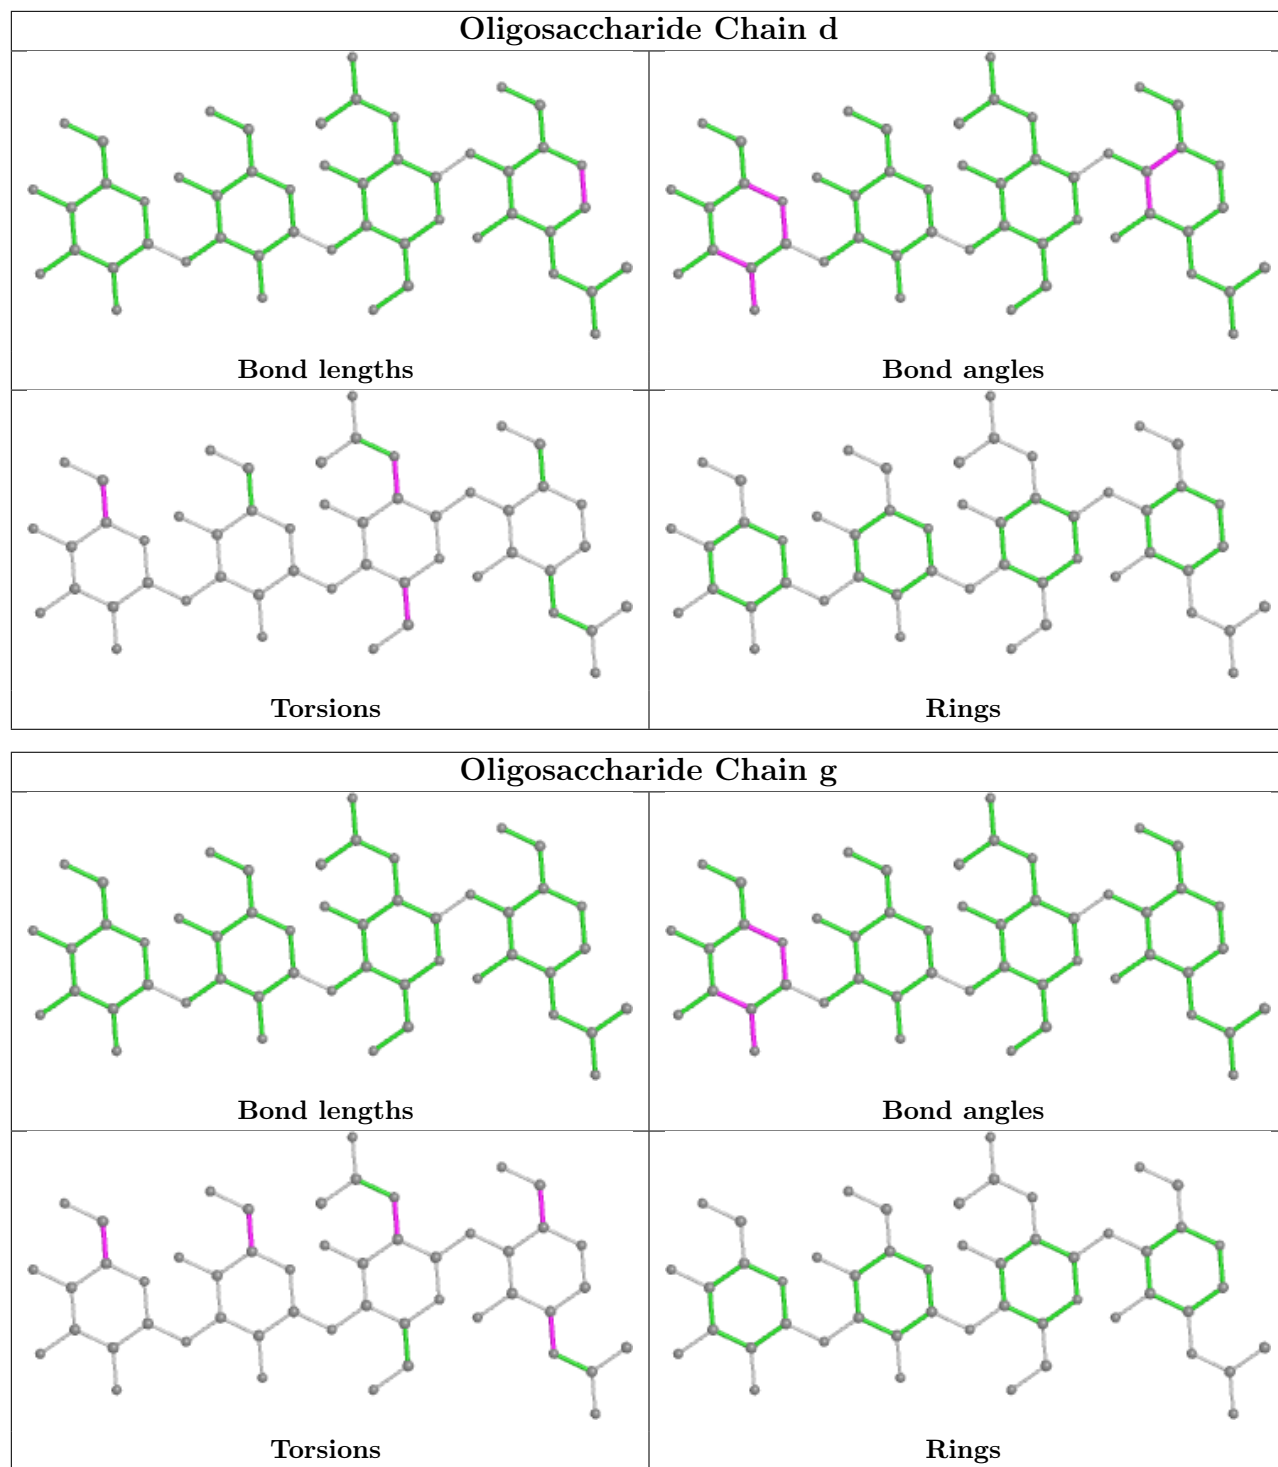 Oligosaccharide Chain d
Bond lengths
Bond angles
Torsions
Rings
Oligosaccharide Chain g
Bond lengths
Bond angles
Torsions
Rings